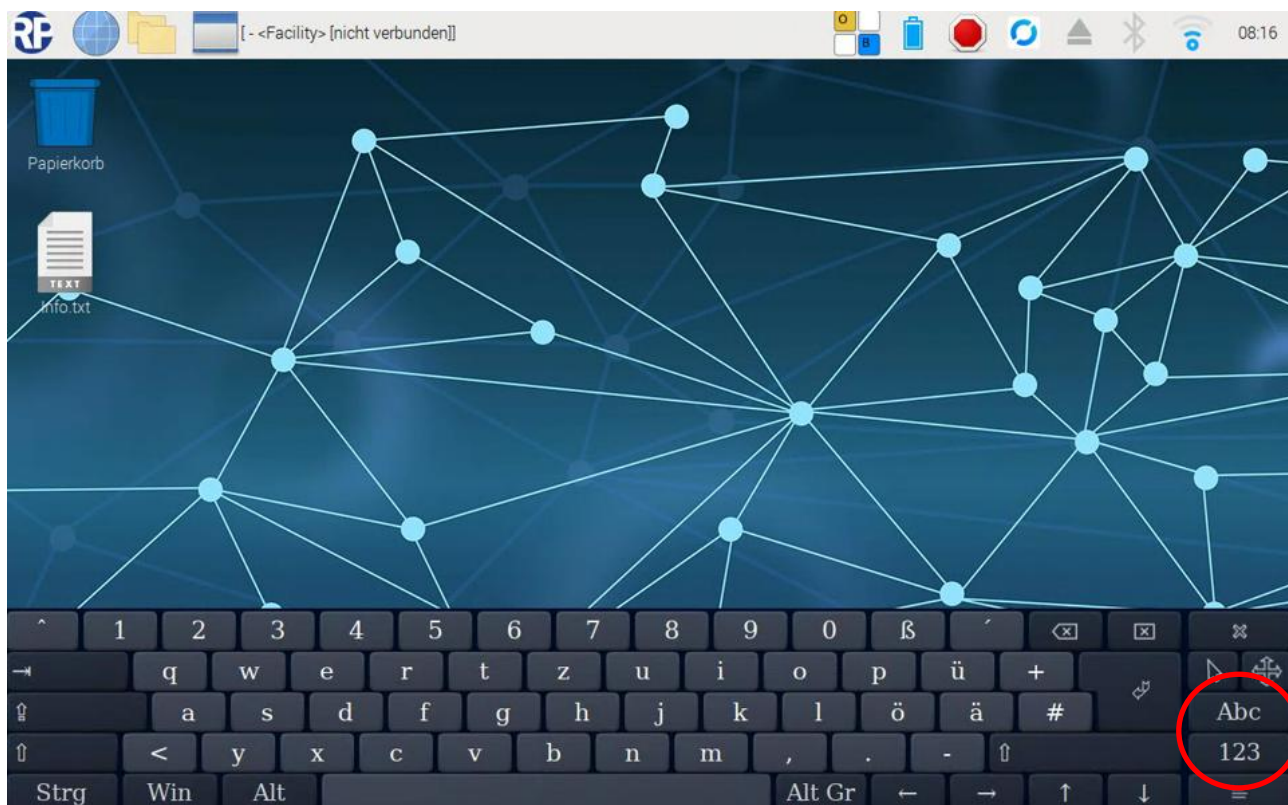 RP
[ - <Facility> [nicht verbunden]]
O
B
08:16
Papierkorb
TEXT
Info.txt
^ 1 2 3 4 5 6 7 8 9 0 ß ´
q w e r t z u i o p ü +
a s d f g h j k l ö ä # Abc
< y x c v b n m , . - 123
Strg Win Alt Alt Gr ← → ↑ ↓